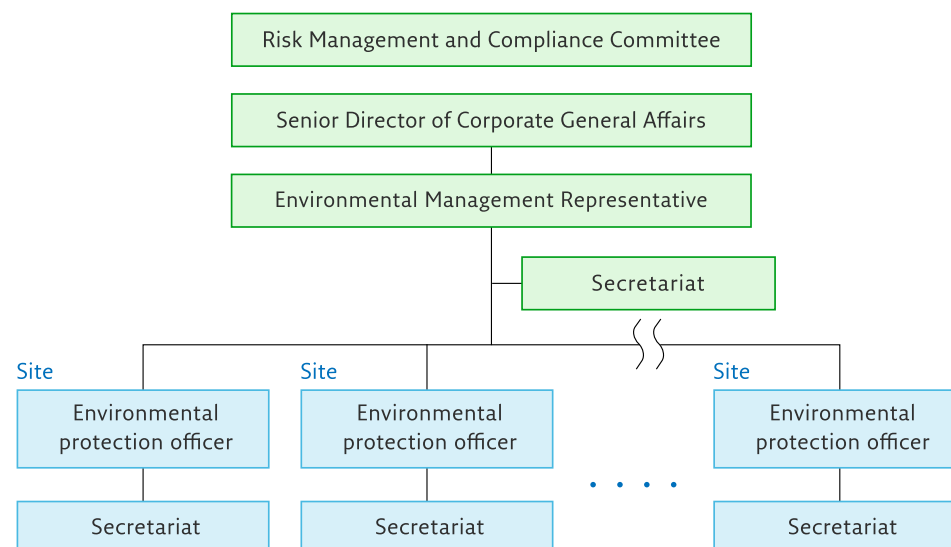 Risk Management and Compliance Committee
Senior Director of Corporate General Affairs
Environmental Management Representative
Secretariat
Site
Site
Site
Environmental
protection officer
Environmental
protection officer
Environmental
protection officer
Secretariat
Secretariat
Secretariat